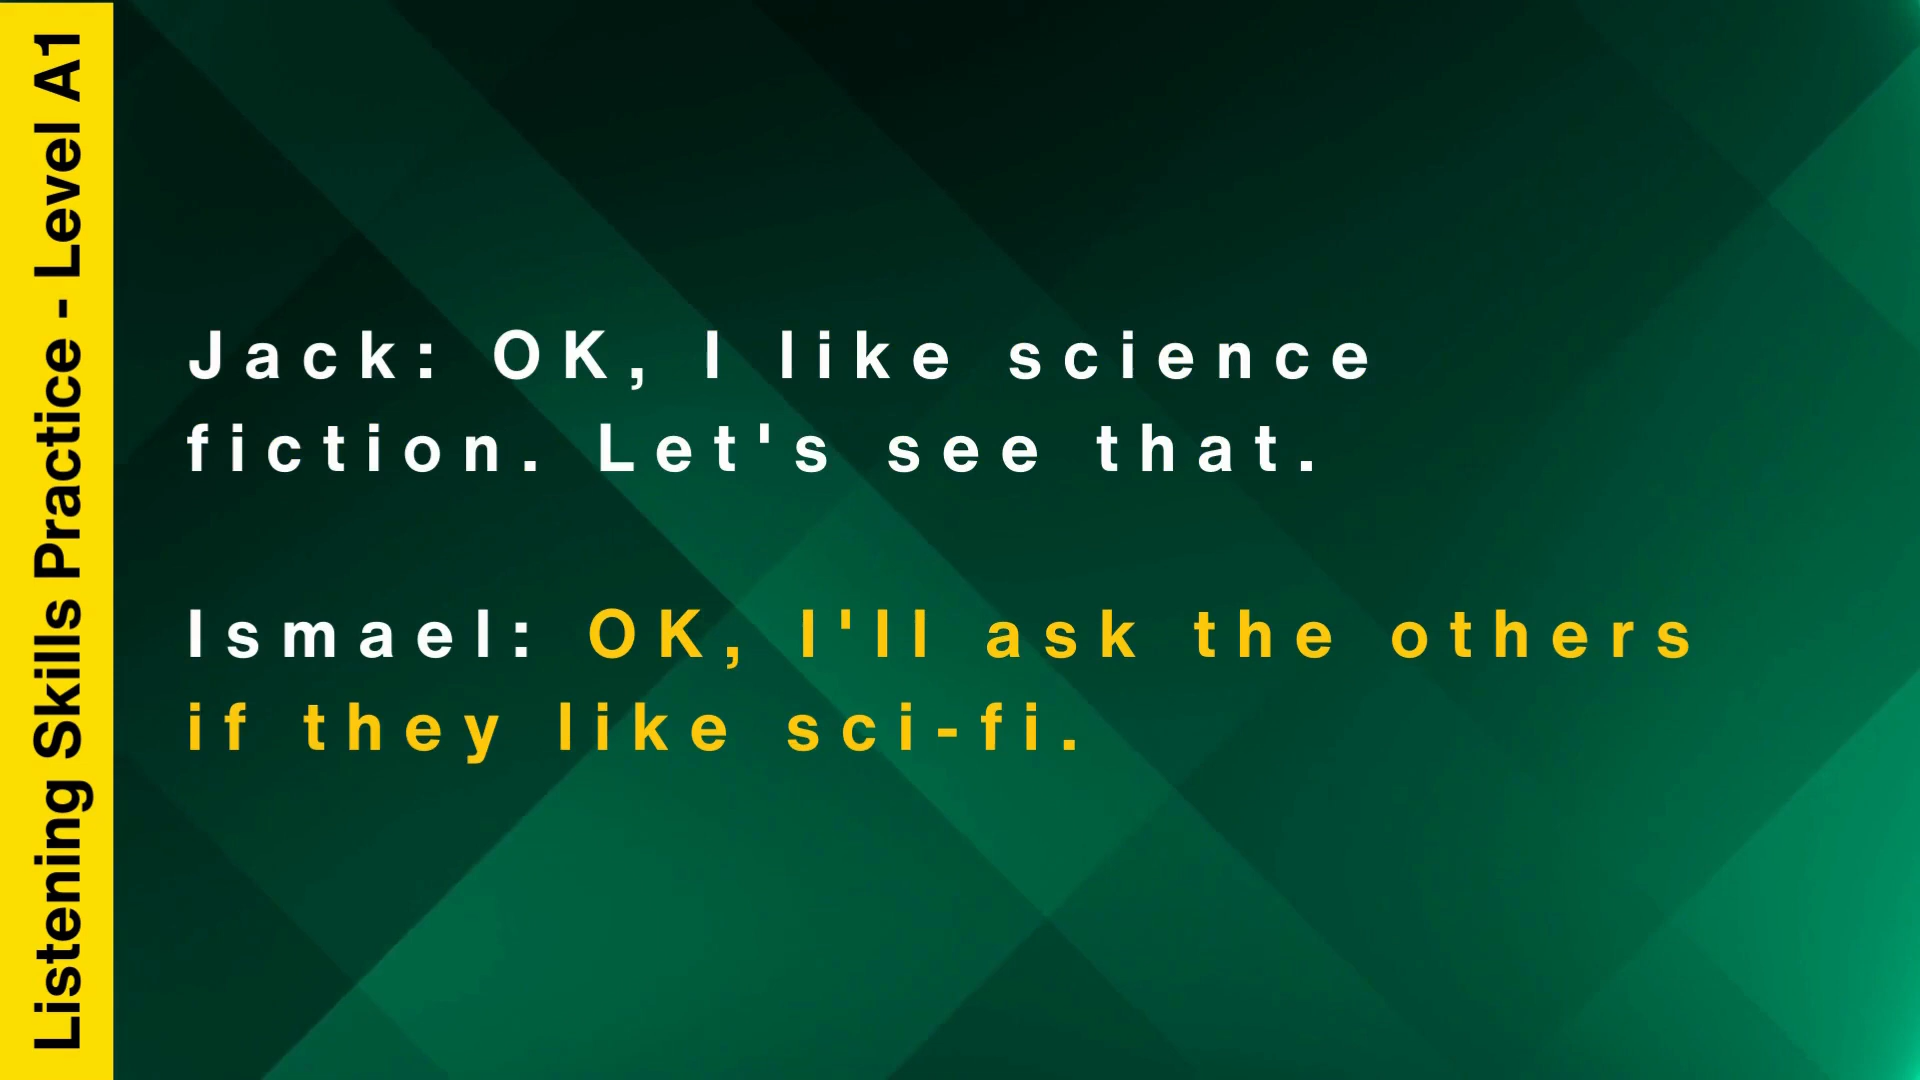 Listening Skills Practice - Level A1
Jack: OK, I like science
fiction. Let's see that.
Ismael: OK, I'll ask the others
if they like sci-fi.